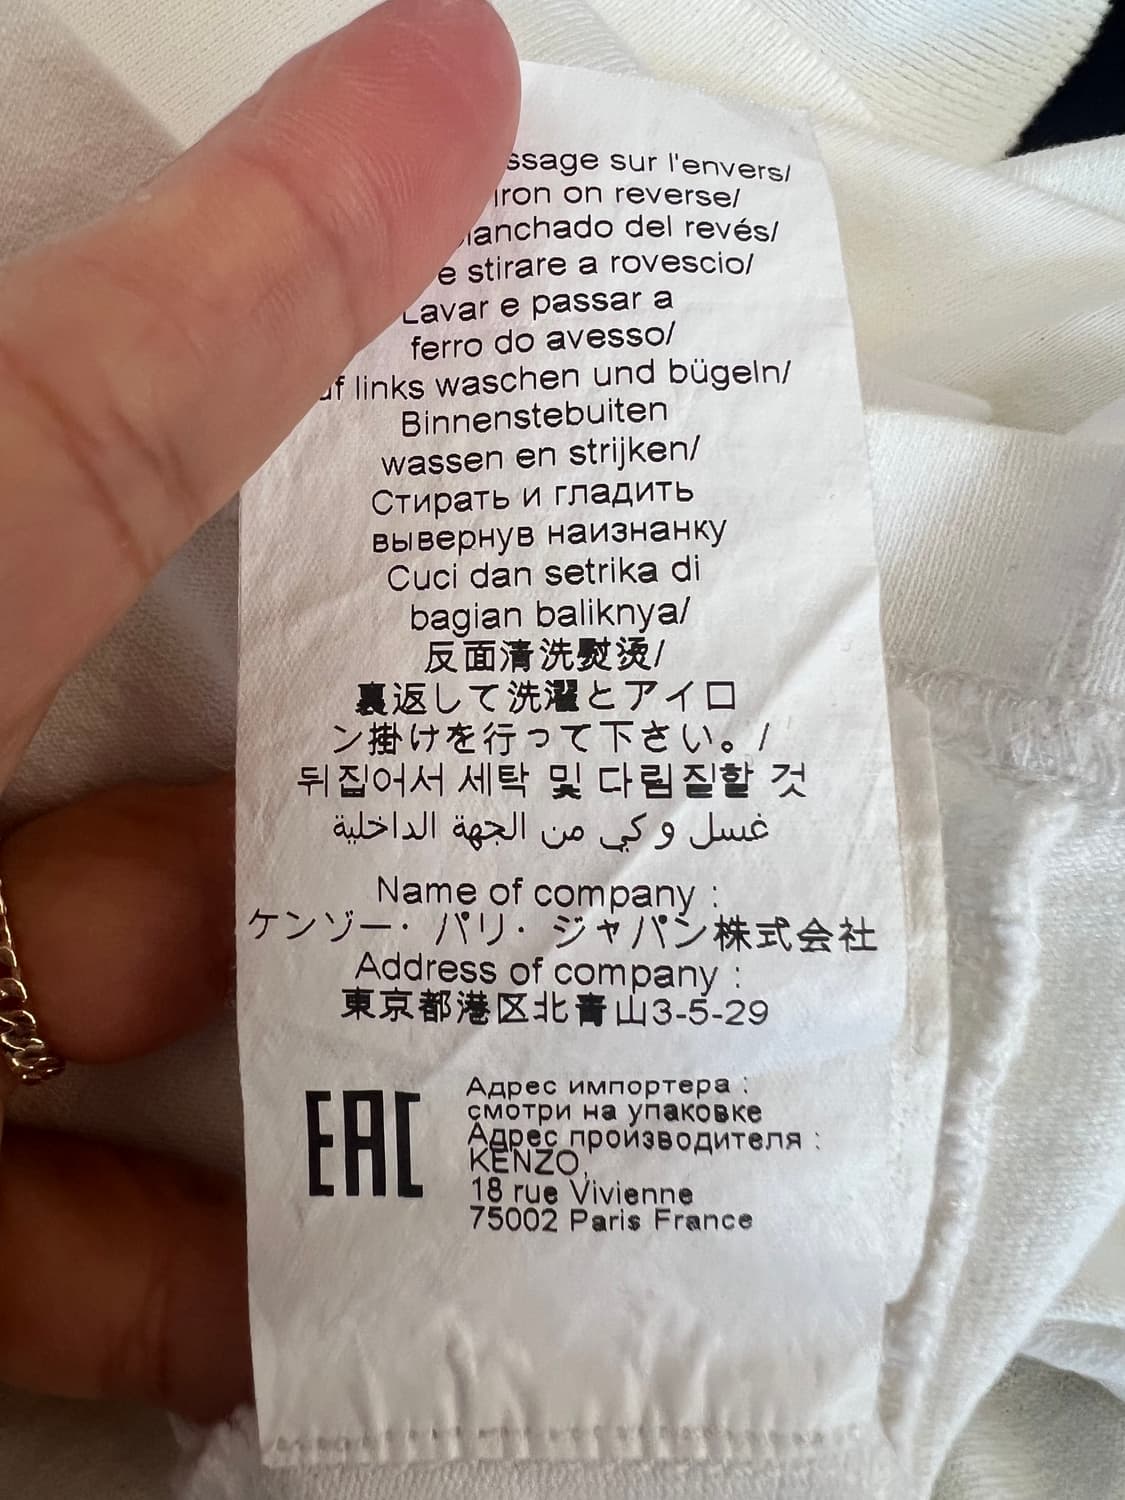 sur l'envers/
iron on reverse/
del revés/
e stirare a rovescio/
Lavar e passar a
ferro do avesso/
links waschen und bügeln/
Binnenstebuiten
wassen en strijken/
Стирать и гладить
вывернув наизнанку
Cuci dan setrika di
bagian baliknya/
反面清洗熨烫/
裏返して洗濯とアイロ
ン掛けを行って下さい。/
뒤집어서 세탁 및 다림질할 것
غسل و كي من الجهة الداخلية
Name of company :
ケンゾー・パリ・ジャパン株式会社
Address of company :
東京都港区北青山3-5-29
EAC
Адрес импортера :
смотри на упаковке
Адрес производителя :
KENZO,
18 rue Vivienne
75002 Paris France